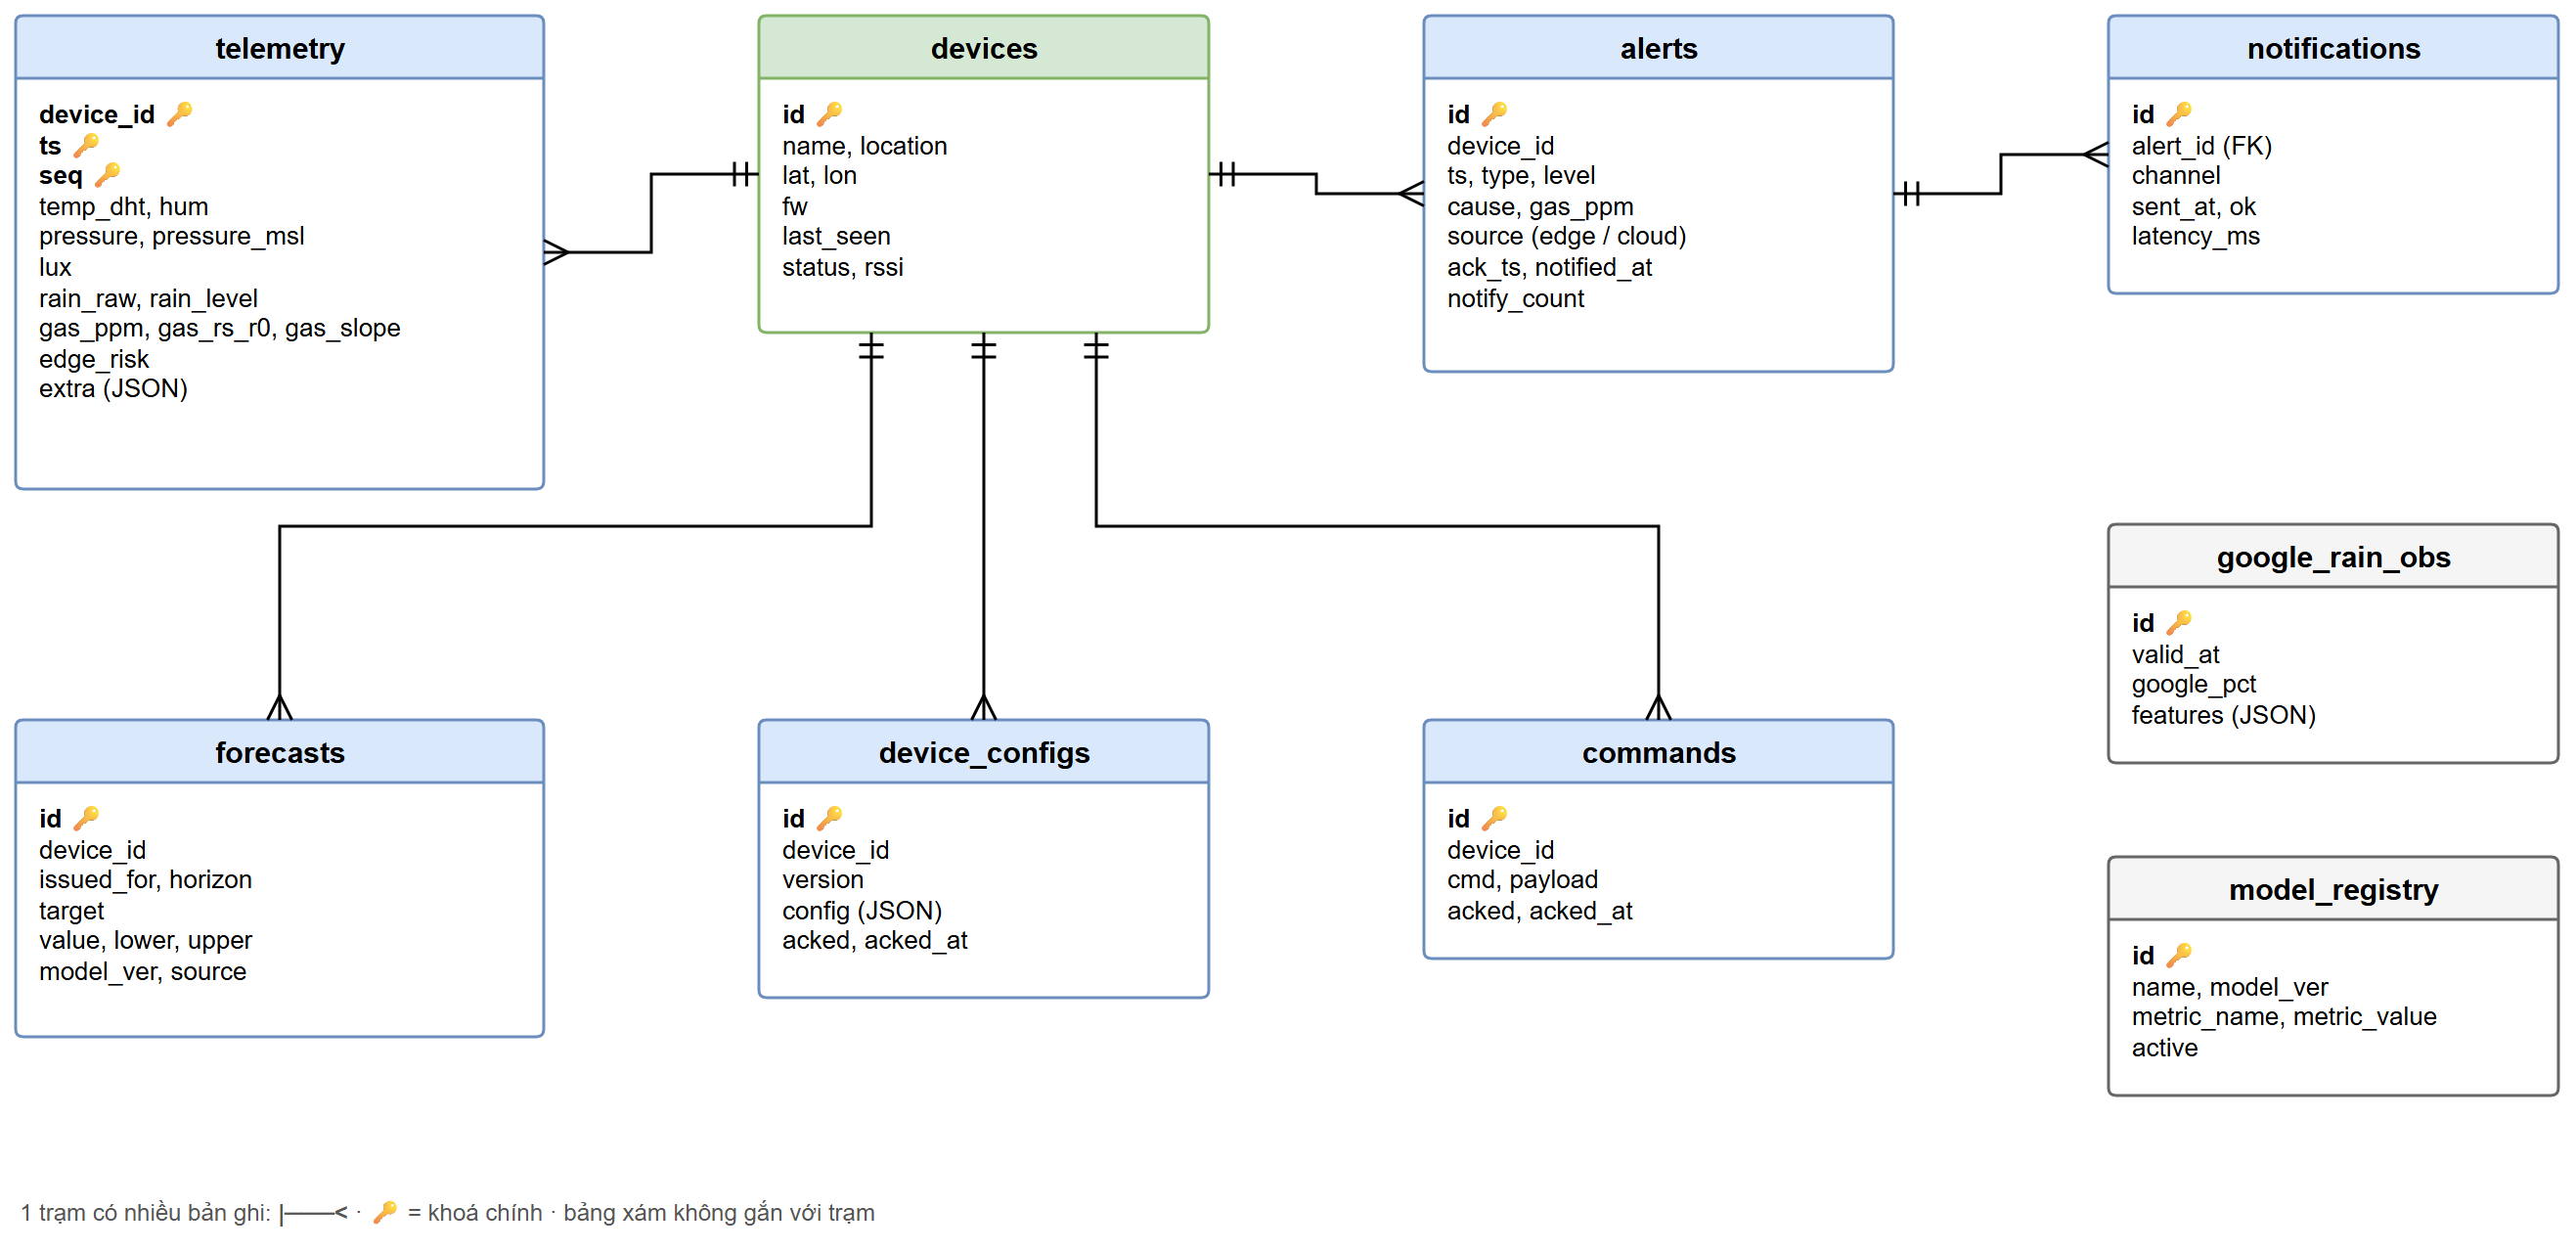 telemetry
device_id 🔑
ts 🔑
seq 🔑
temp_dht, hum
pressure, pressure_msl
lux
rain_raw, rain_level
gas_ppm, gas_rs_r0, gas_slope
edge_risk
extra (JSON)
devices
id 🔑
name, location
lat, lon
fw
last_seen
status, rssi
alerts
id 🔑
device_id
ts, type, level
cause, gas_ppm
source (edge / cloud)
ack_ts, notified_at
notify_count
notifications
id 🔑
alert_id (FK)
channel
sent_at, ok
latency_ms
google_rain_obs
id 🔑
valid_at
google_pct
features (JSON)
forecasts
id 🔑
device_id
issued_for, horizon
target
value, lower, upper
model_ver, source
device_configs
id 🔑
device_id
version
config (JSON)
acked, acked_at
commands
id 🔑
device_id
cmd, payload
acked, acked_at
model_registry
id 🔑
name, model_ver
metric_name, metric_value
active
1 trạm có nhiều bản ghi: |───< · 🔑 = khoá chính · bảng xám không gắn với trạm